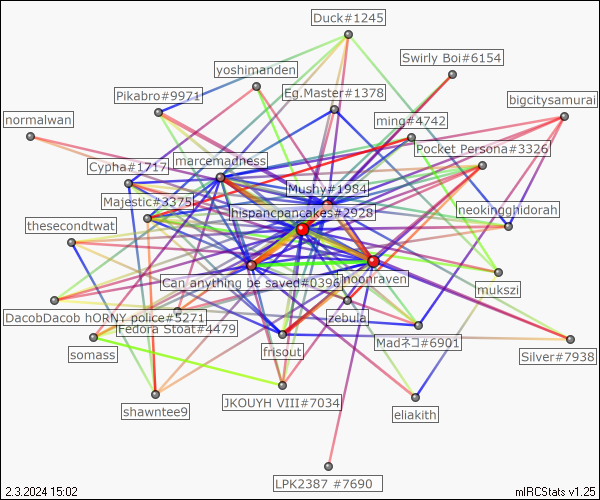 Duck#1245
Swirly Boi#6154
yoshimanden
Eg.Master#1378
Pikabro#9971
bigcitysamurai
normalwan
ming#4742
Pocket Persona#3326
marcemadness
Cypha#1717
Mushy#1984
Majestic#3375
hispancpancakes#2928
neokingghidorah
thesecondtwat
Can anything be saved#0396
noonraven
mukszi
DacobDacob hORNY police#5271
zebula
Fedora Stoat#4479
Madネコ#6901
somass
frisout
Silver#7938
JKOUYH VIII#7034
shawntee9
eliakith
LPK2387 #7690
2.3.2024 15:02
mIRCStats v1.25